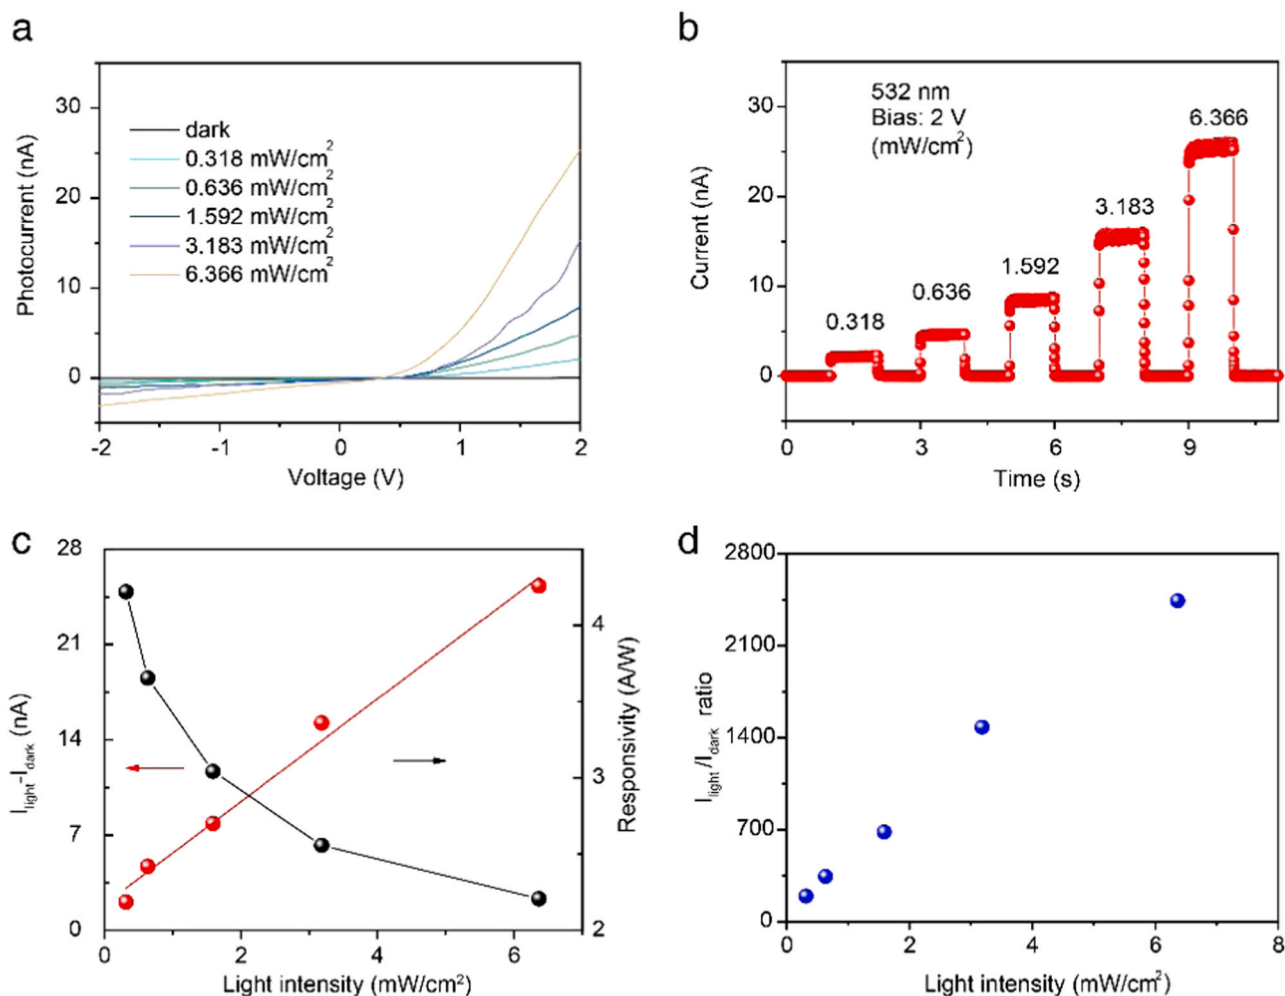 a
Photocurrent (nA)
30
20
10
0
dark
0.318 mW/cm²
0.636 mW/cm²
1.592 mW/cm²
3.183 mW/cm²
6.366 mW/cm²
-2
-1
0
1
2
Voltage (V)
b
Current (nA)
30
20
10
0
532 nm
Bias: 2 V
(mW/cm²)
0.318
0.636
1.592
3.183
6.366
0
3
6
9
Time (s)
c
I_light-I_dark (nA)
28
21
14
7
0
4
3
2
Responsivity (A/W)
0
2
4
6
Light intensity (mW/cm²)
d
I_light/I_dark ratio
2800
2100
1400
700
0
0
2
4
6
8
Light intensity (mW/cm²)